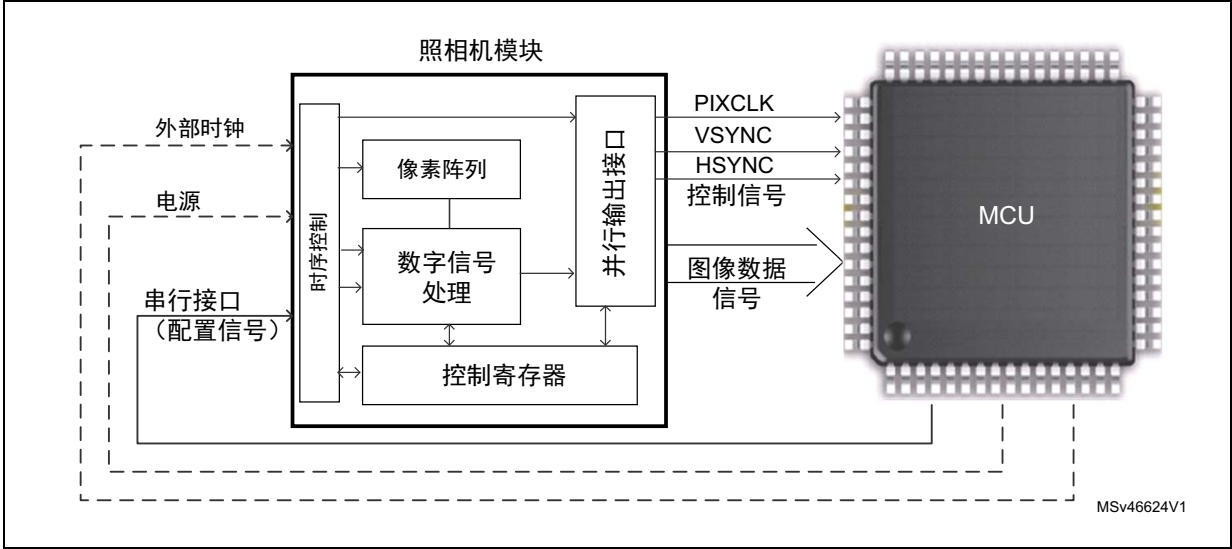 照相机模块
外部时钟
电源
串行接口
（配置信号）
时序控制
像素阵列
数字信号
处理
控制寄存器
并行输出接口
PIXCLK
VSYNC
HSYNC
控制信号
图像数据
信号
MCU
MSv46624V1